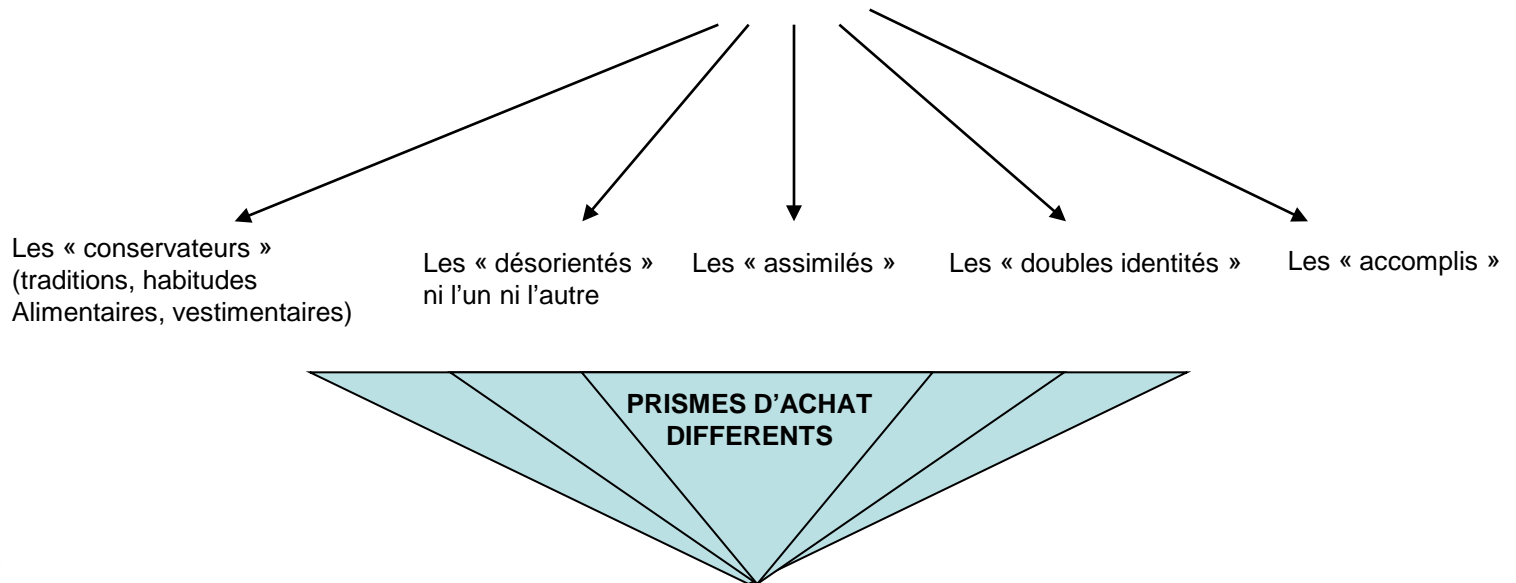 Les « conservateurs »
(traditions, habitudes
Alimentaires, vestimentaires)
Les « désorientés »
ni l’un ni l’autre
Les « assimilés »
Les « doubles identités »
Les « accomplis »
PRISMES D’ACHAT
DIFFERENTS